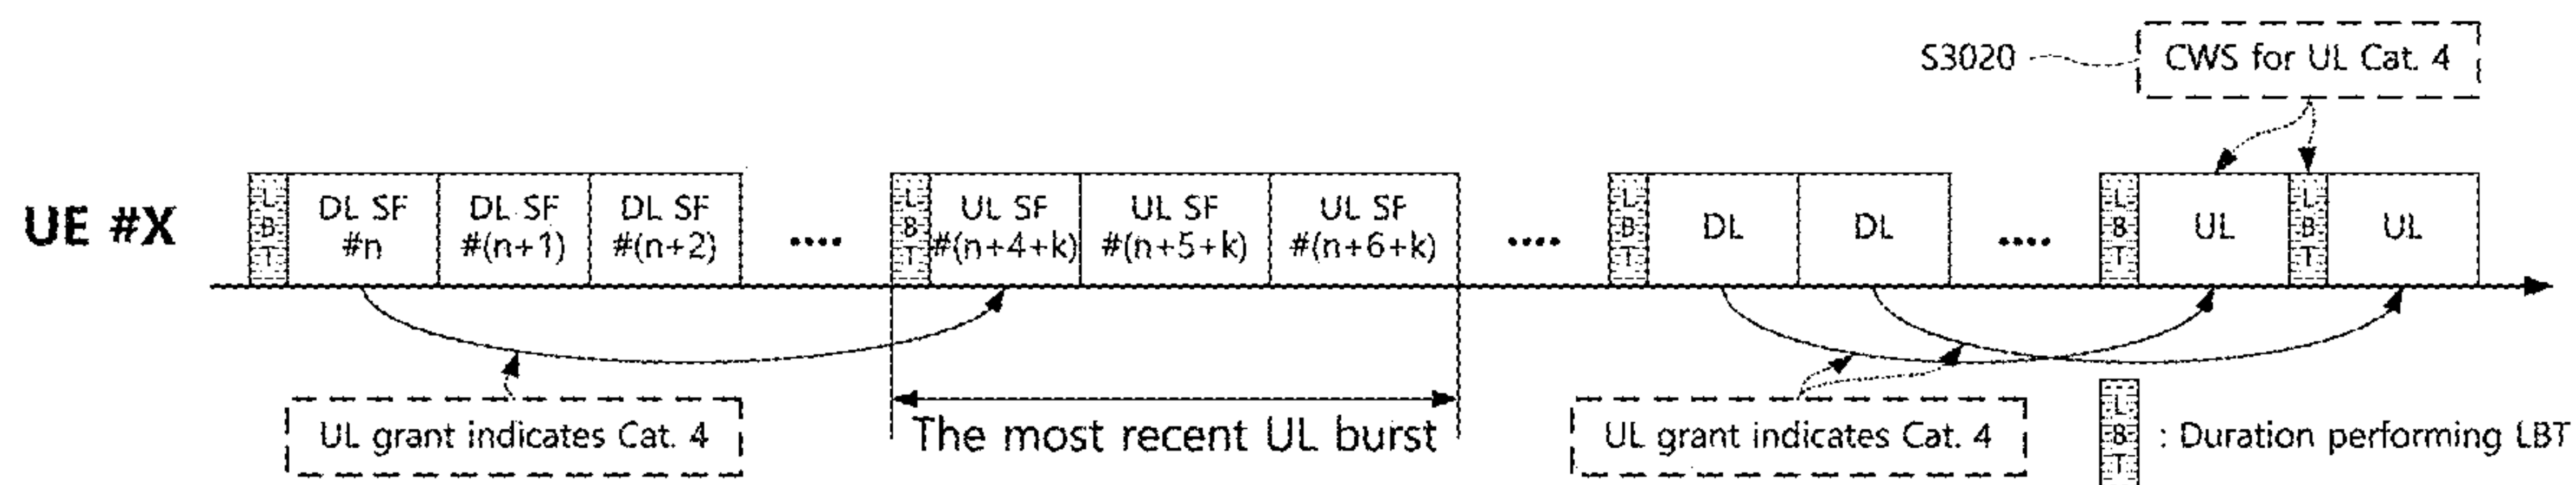 S3020
CWS for UL Cat. 4
UE #X
LBT
DL SF #n
DL SF #(n+1)
DL SF #(n+2)
....
LBT
UL SF #(n+4+k)
UL SF #(n+5+k)
UL SF #(n+6+k)
....
LBT
DL
DL
....
LBT
UL
LBT
UL
UL grant indicates Cat. 4
The most recent UL burst
UL grant indicates Cat. 4
LBT
: Duration performing LBT